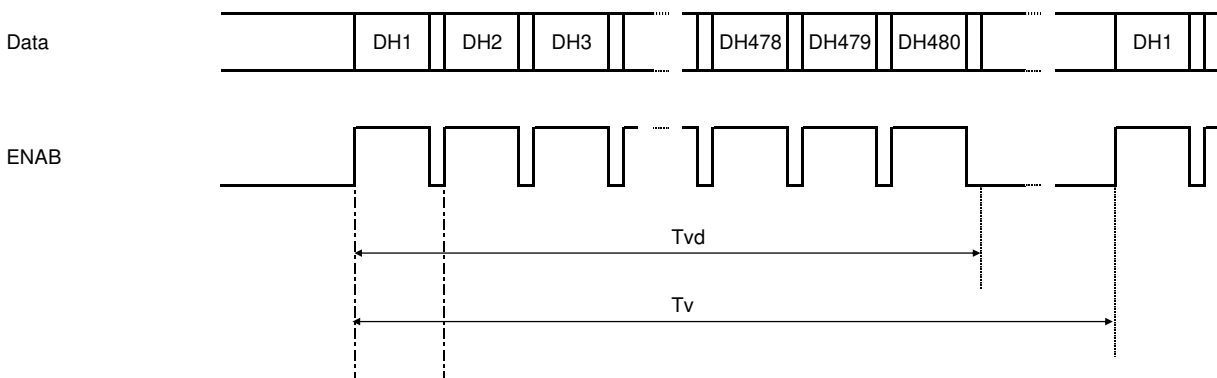 Data
DH1 DH2 DH3 DH478 DH479 DH480 DH1
ENAB
Tvd
Tv